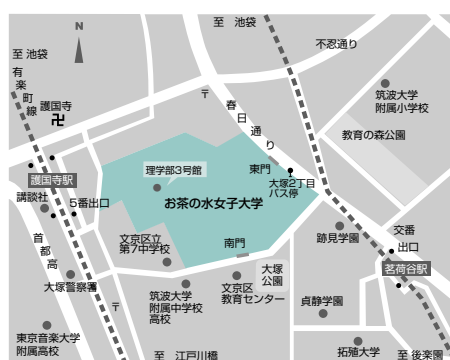 N
至 池袋
不忍通り
至 池袋
有楽町線
護国寺
卍
〒
春日通り
筑波大学
附属小学校
教育の森公園
理学部3号館
東門
大塚2丁目
バス停
護国寺駅
講談社
5番出口
お茶の水女子大学
文京区立
第7中学校
南門
跡見学園
交番
出口
首都高
大塚警察署
〒
筑波大学
附属中学校
高校
文京区
教育センター
大塚
公園
茗荷谷駅
貞静学園
東京音楽大学
附属高校
至 江戸川橋
拓殖大学
至 後楽園